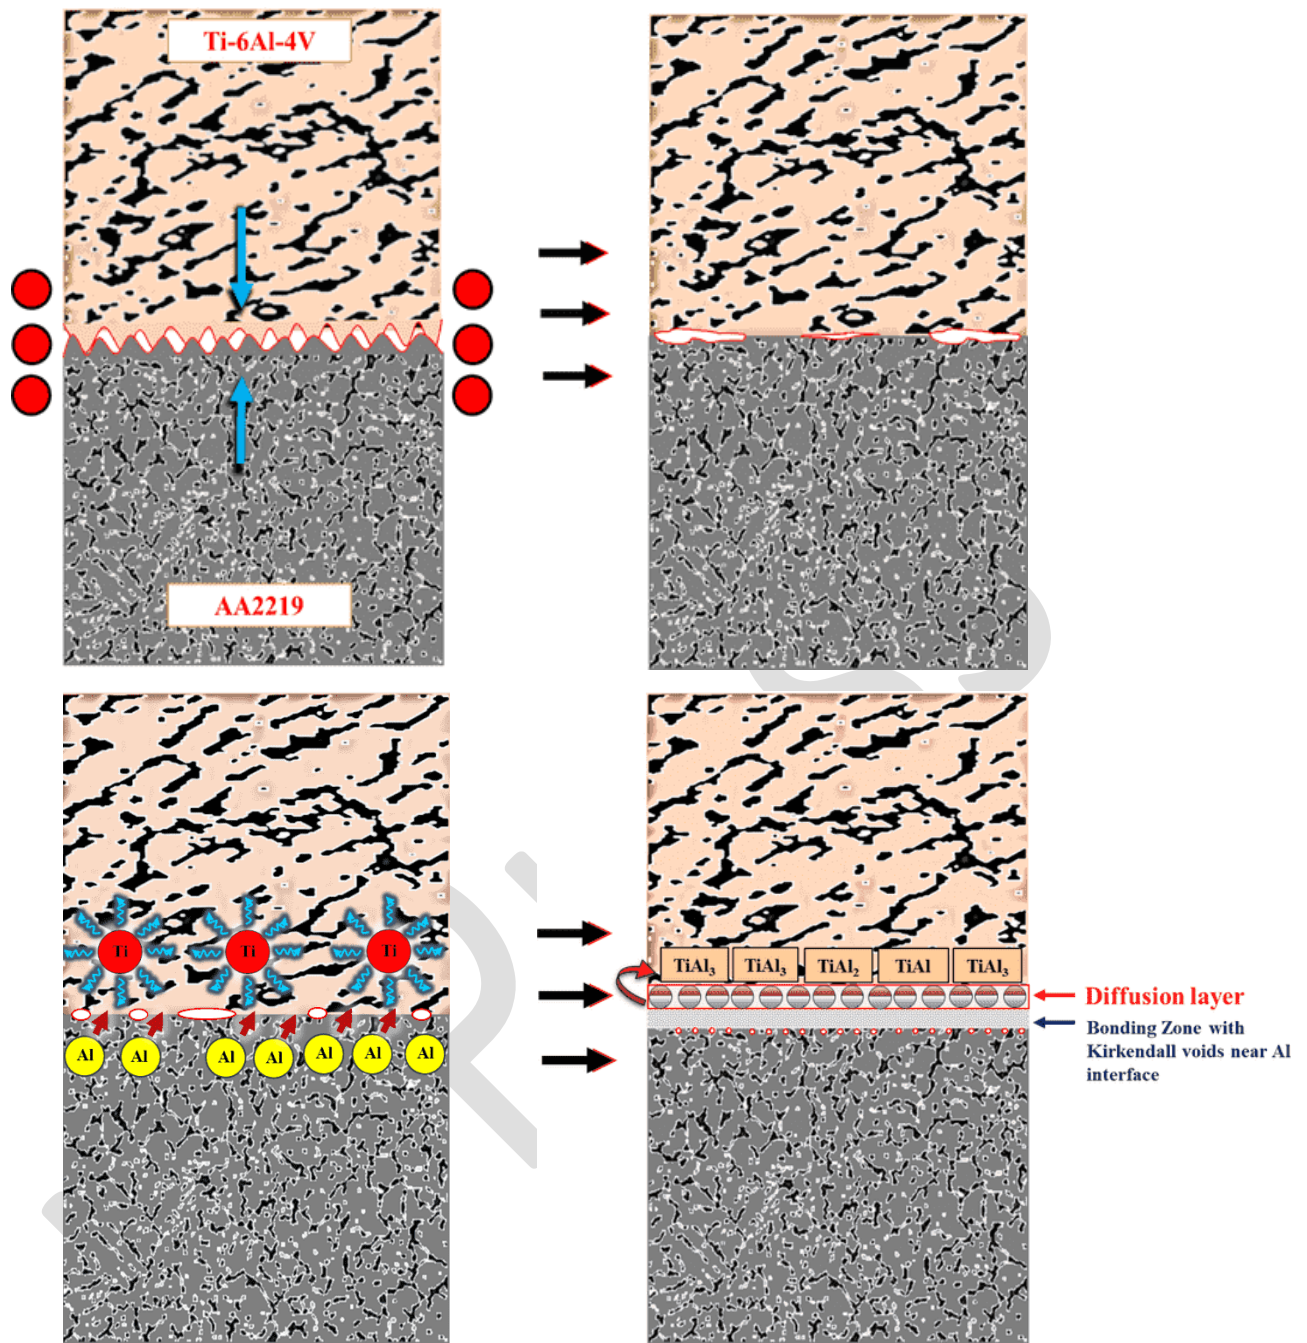 Ti-6Al-4V
AA2219
Ti Ti Ti
Al Al Al Al Al Al Al
TiAl₃ TiAl₃ TiAl₂ TiAl TiAl₃
Diffusion layer
Bonding Zone with
Kirkendall voids near Al
interface